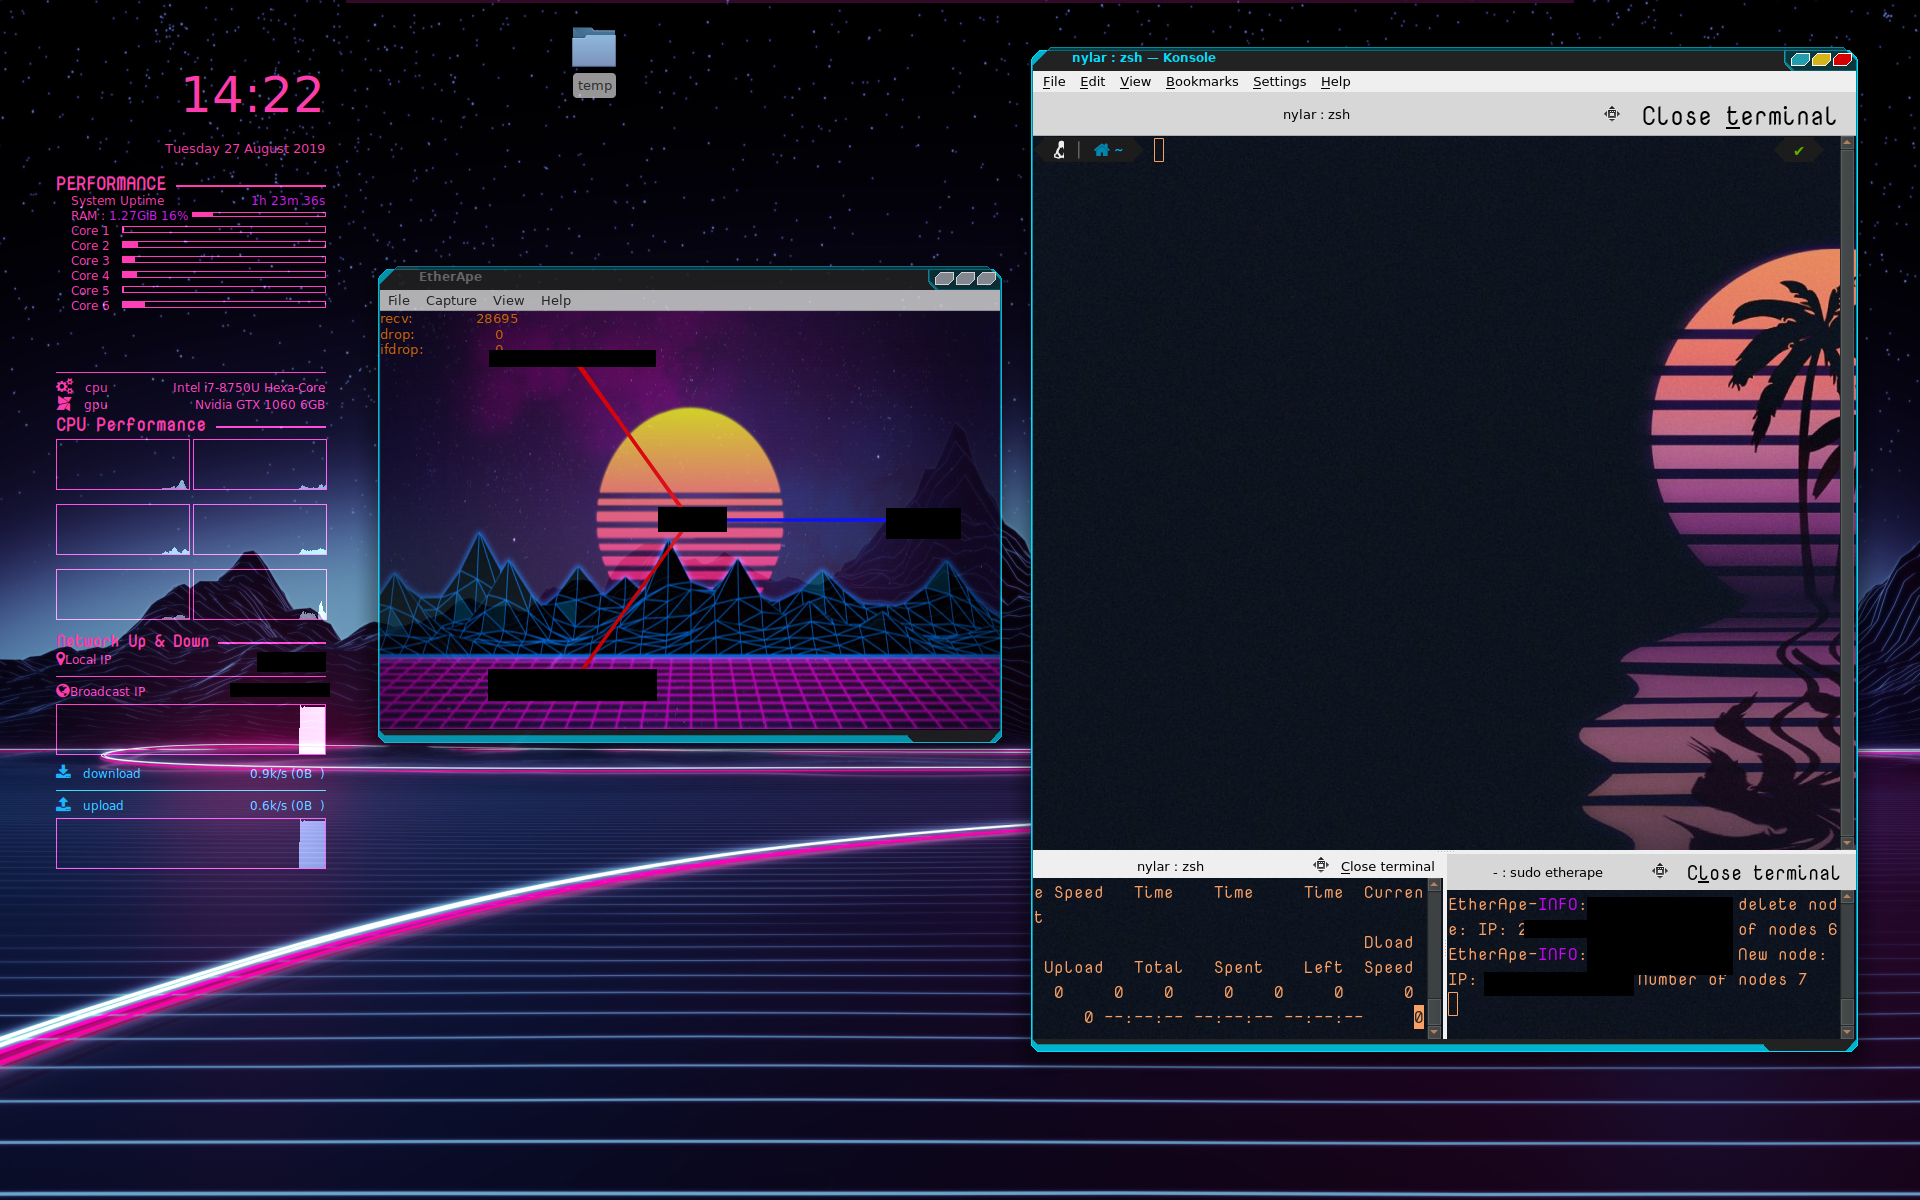 temp
14:22
Tuesday 27 August 2019
PERFORMANCE
System Uptime 1h 23m 36s
RAM : 1.27GiB 16%
Core 1
Core 2
Core 3
Core 4
Core 5
Core 6
cpu Intel i7-8750U Hexa-Core
gpu Nvidia GTX 1060 6GB
CPU Performance
Network Up & Down
Local IP
Broadcast IP
download 0.9k/s (0B )
upload 0.6k/s (0B )
EtherApe
File Capture View Help
recv: 28695
drop: 0
ifdrop: 0
nylar : zsh — Konsole
File Edit View Bookmarks Settings Help
nylar : zsh Close terminal
~
nylar : zsh Close terminal
e Speed Time Time Time Curren
t
Dload
Upload Total Spent Left Speed
0 0 0 0 0 0 0
0 --:--:-- --:--:-- --:--:-- 0
- : sudo etherape Close terminal
EtherApe-INFO: delete nod
e: IP: 2 of nodes 6
EtherApe-INFO: New node:
IP: Number of nodes 7